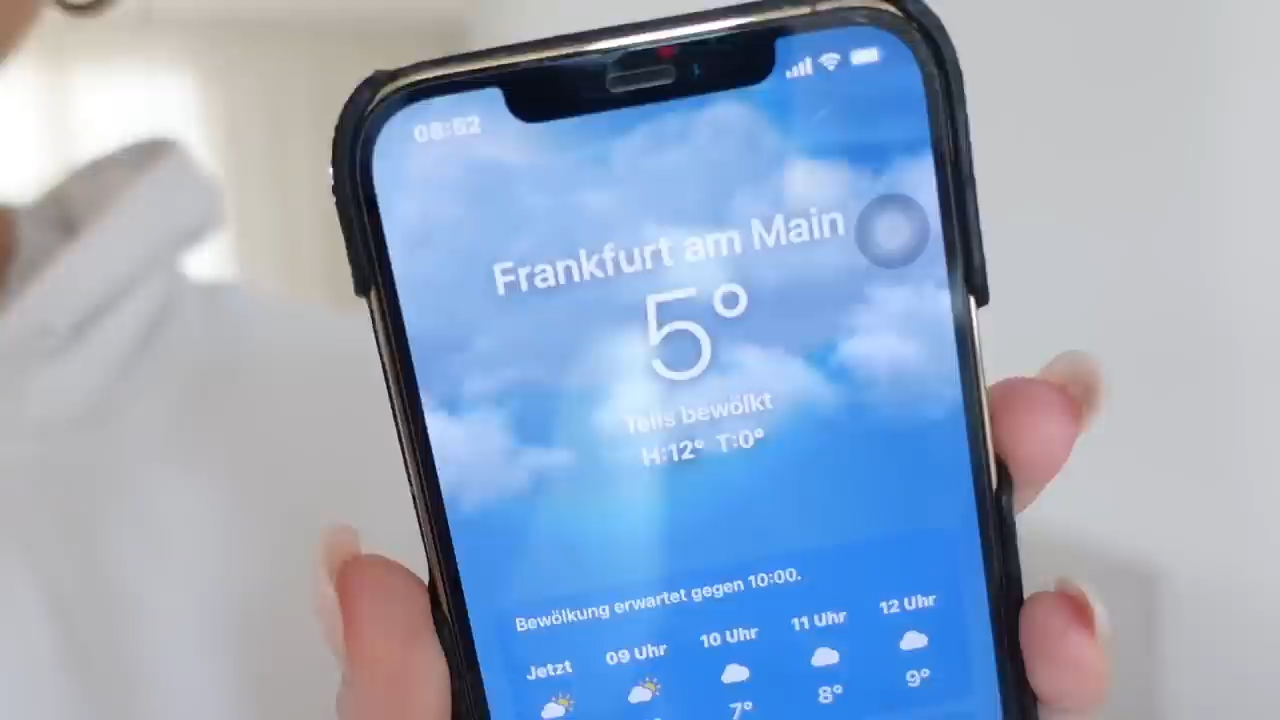 08:52
Frankfurt am Main
5°
Teils bewölkt
H:12° T:0°
Bewölkung erwartet gegen 10:00.
Jetzt 09 Uhr 10 Uhr 11 Uhr 12 Uhr
7° 8° 9°